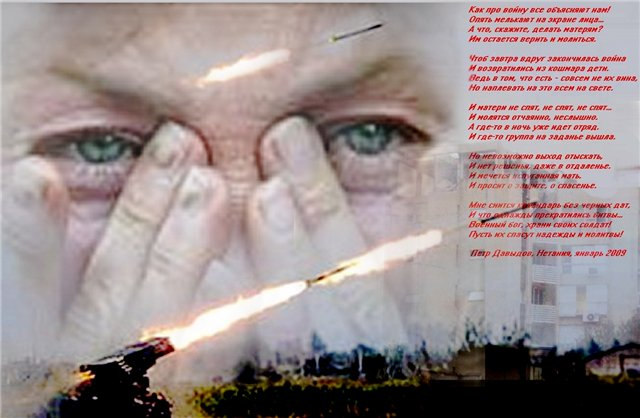 Как про войну все объясняют нам!
Опять мелькают на экране лица...
А что, скажите, делать матерям?
Им остается верить и молиться.
Чтоб завтра вдруг закончилась война
И возвратились из кошмара дети.
Ведь в том, что есть - совсем не их вина,
Но наплевать на это всем на свете.
И матери не спят, не спят, не спят...
И молятся отчаянно, неслышно.
А где-то в ночь уже идет отряд.
И где-то группа на заданье вышла.
Но невозможно выход отыскать,
И нет решенья, даже в отдаленье.
И мечется испуганная мать.
И просит о защите, о спасенье.
Мне снится календарь без черных дат,
И что однажды прекратились битвы...
Военный бог, храни своих солдат!
Пусть их спасут надежды и молитвы!
Петр Давыдов, Нетания, январь 2009